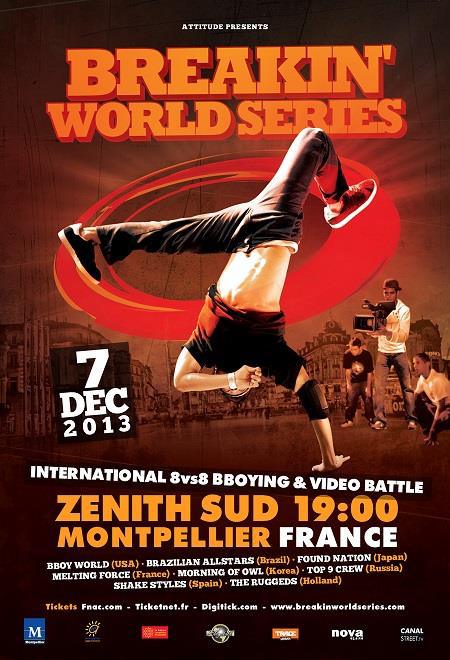 ATTITUDE PRESENTS
BREAKIN'
WORLD SERIES
7
DEC
2013
INTERNATIONAL 8vs8 BBOYING & VIDEO BATTLE
ZENITH SUD 19:00
MONTPELLIER FRANCE
BBOY WORLD (USA) · BRAZILIAN ALLSTARS (Brazil) · FOUND NATION (Japan)
MELTING FORCE (France) · MORNING OF OWL (Korea) · TOP 9 CREW (Russia)
SHAKE STYLES (Spain) · THE RUGGEDS (Holland)
Tickets Fnac.com - Ticketnet.fr - Digitick.com - www.breakinworldseries.com
M TRACE nova CANAL
STREET.tv